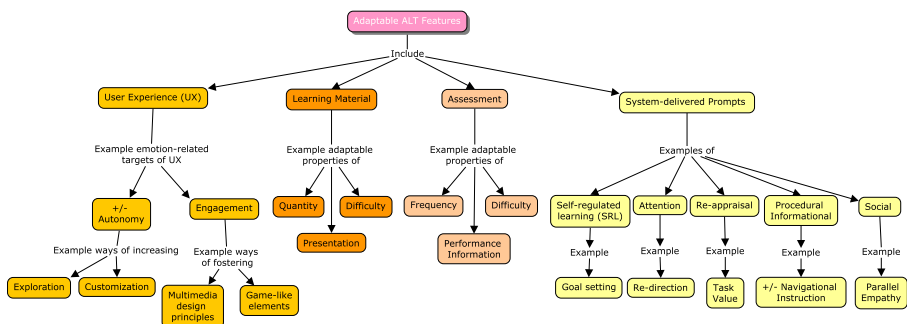 Adaptable ALT Features
Include
User Experience (UX)
Learning Material
Assessment
System-delivered Prompts
Example emotion-related
targets of UX
Example adaptable
properties of
Example adaptable
properties of
Examples of
+/-
Autonomy
Engagement
Quantity
Difficulty
Presentation
Frequency
Difficulty
Performance
Information
Self-regulated
learning (SRL)
Attention
Re-appraisal
Procedural
Informational
Social
Example ways of increasing
Example ways
of fostering
Example
Example
Example
Example
Example
Exploration
Customization
Multimedia
design
principles
Game-like
elements
Goal setting
Re-direction
Task
Value
+/- Navigational
Instruction
Parallel
Empathy